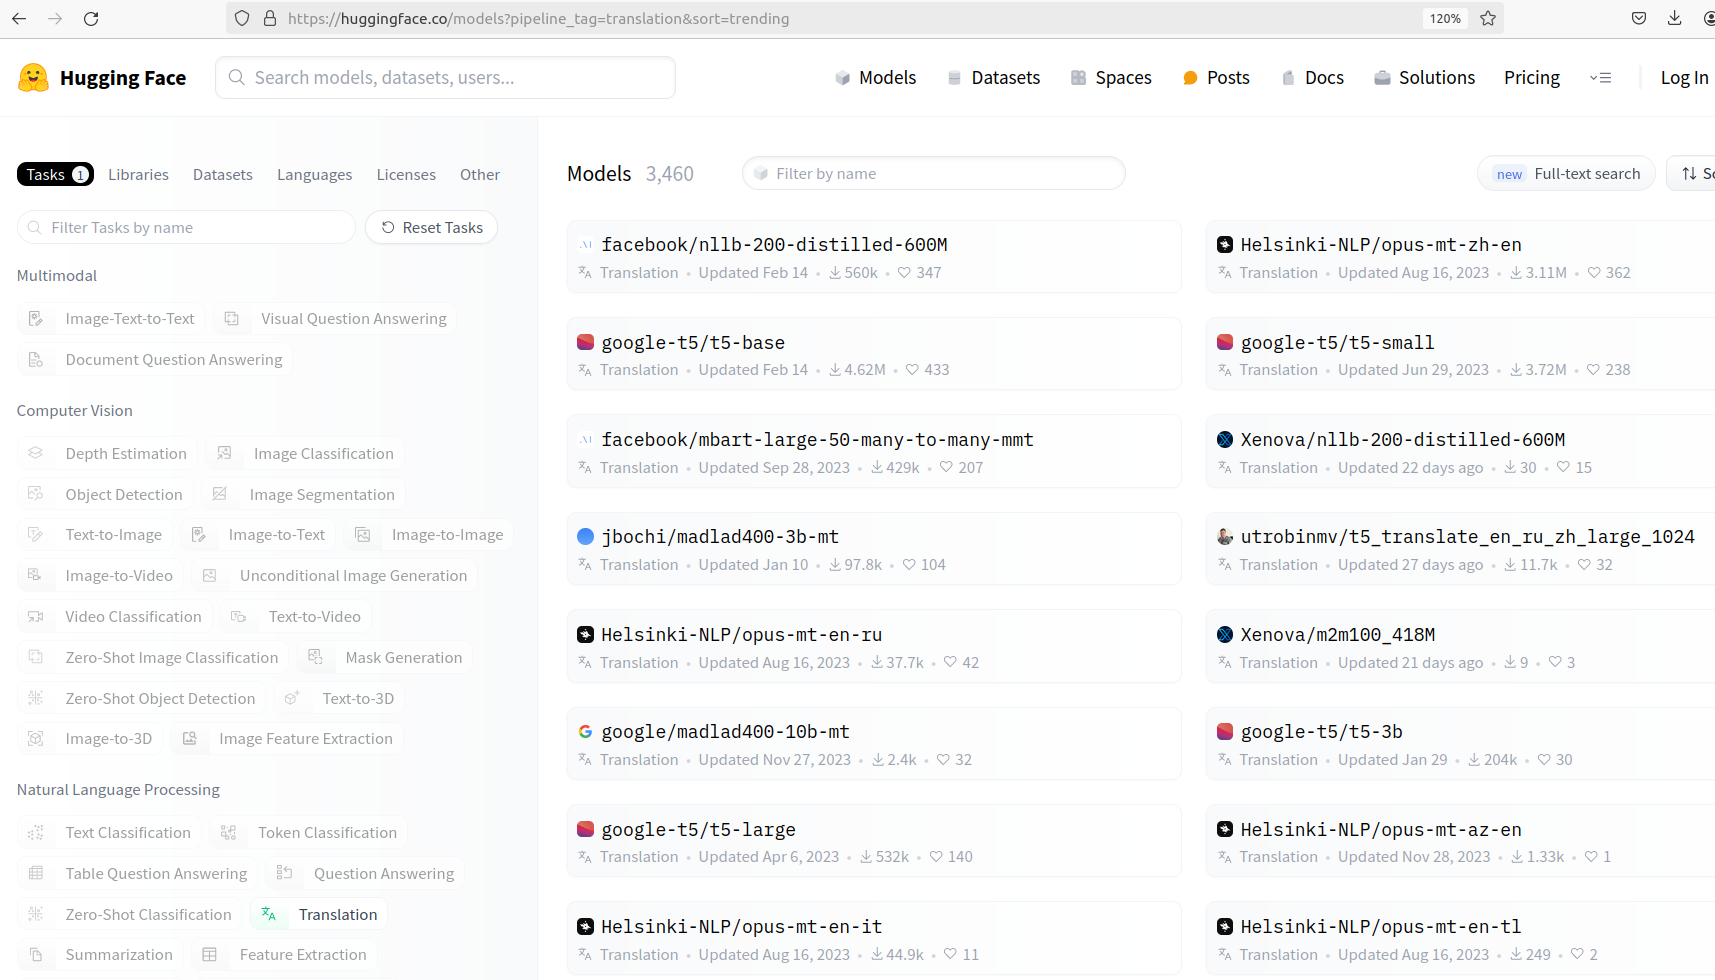 https://huggingface.co/models?pipeline_tag=translation&sort=trending
120%
Hugging Face
Search models, datasets, users...
Models
Datasets
Spaces
Posts
Docs
Solutions
Pricing
Log In
Tasks 1
Libraries
Datasets
Languages
Licenses
Other
Filter Tasks by name
Reset Tasks
Multimodal
Image-Text-to-Text
Visual Question Answering
Document Question Answering
Computer Vision
Depth Estimation
Image Classification
Object Detection
Image Segmentation
Text-to-Image
Image-to-Text
Image-to-Image
Image-to-Video
Unconditional Image Generation
Video Classification
Text-to-Video
Zero-Shot Image Classification
Mask Generation
Zero-Shot Object Detection
Text-to-3D
Image-to-3D
Image Feature Extraction
Natural Language Processing
Text Classification
Token Classification
Table Question Answering
Question Answering
Zero-Shot Classification
Translation
Summarization
Feature Extraction
Models 3,460
Filter by name
new Full-text search
facebook/nllb-200-distilled-600M
Translation • Updated Feb 14 • 560k • 347
Helsinki-NLP/opus-mt-zh-en
Translation • Updated Aug 16, 2023 • 3.11M • 362
google-t5/t5-base
Translation • Updated Feb 14 • 4.62M • 433
google-t5/t5-small
Translation • Updated Jun 29, 2023 • 3.72M • 238
facebook/mbart-large-50-many-to-many-mmt
Translation • Updated Sep 28, 2023 • 429k • 207
Xenova/nllb-200-distilled-600M
Translation • Updated 22 days ago • 30 • 15
jbochi/madlad400-3b-mt
Translation • Updated Jan 10 • 97.8k • 104
utrobinmv/t5_translate_en_ru_zh_large_1024
Translation • Updated 27 days ago • 11.7k • 32
Helsinki-NLP/opus-mt-en-ru
Translation • Updated Aug 16, 2023 • 37.7k • 42
Xenova/m2m100_418M
Translation • Updated 21 days ago • 9 • 3
google/madlad400-10b-mt
Translation • Updated Nov 27, 2023 • 2.4k • 32
google-t5/t5-3b
Translation • Updated Jan 29 • 204k • 30
google-t5/t5-large
Translation • Updated Apr 6, 2023 • 532k • 140
Helsinki-NLP/opus-mt-az-en
Translation • Updated Nov 28, 2023 • 1.33k • 1
Helsinki-NLP/opus-mt-en-it
Translation • Updated Aug 16, 2023 • 44.9k • 11
Helsinki-NLP/opus-mt-en-tl
Translation • Updated Aug 16, 2023 • 249 • 2